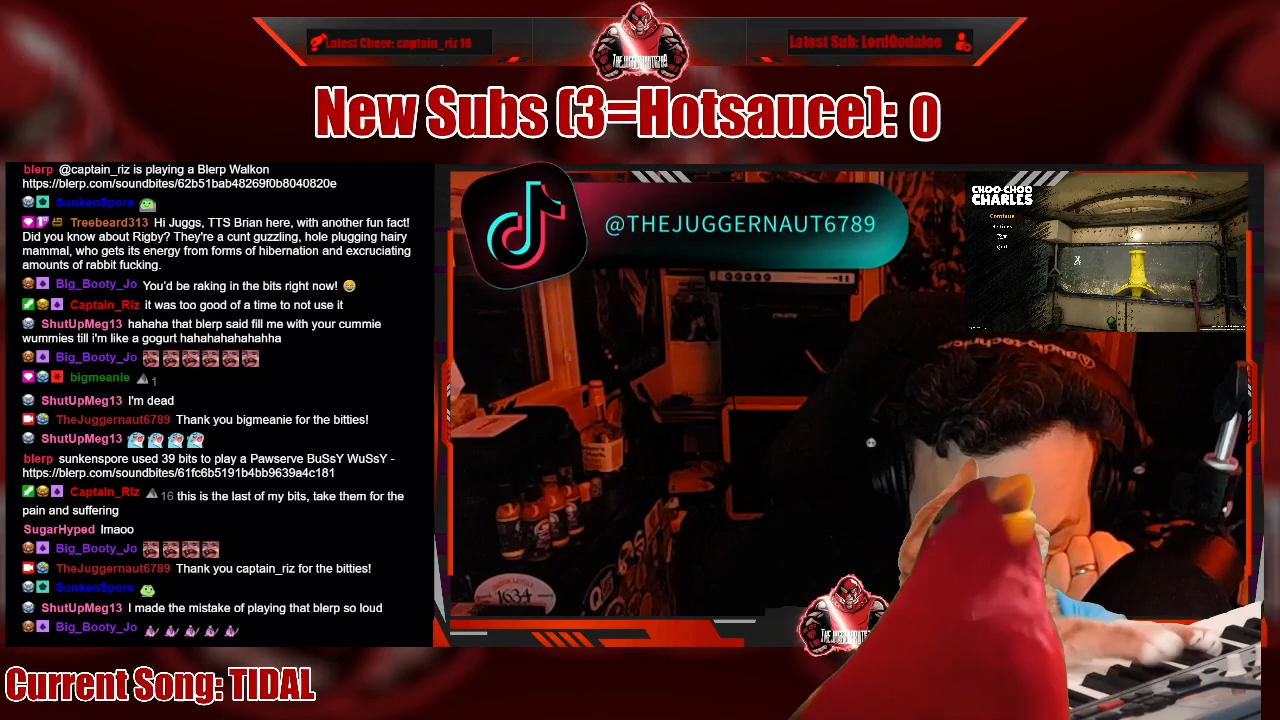 Latest Cheer: captain_riz 16
THEJUGGERNAUT6789
Latest Sub: LordOodaloo
New Subs (3=Hotsauce): 0
blerp @captain_riz is playing a Blerp Walkon
https://blerp.com/soundbites/62b51bab48269f0b8040820e
SunkenSpore
Treebeard313 Hi Juggs, TTS Brian here, with another fun fact!
Did you know about Rigby? They're a cunt guzzling, hole plugging hairy
mammal, who gets its energy from forms of hibernation and excruciating
amounts of rabbit fucking.
Big_Booty_Jo You'd be raking in the bits right now!
Captain_Riz it was too good of a time to not use it
ShutUpMeg13 hahaha that blerp said fill me with your cummie
wummies till i'm like a gogurt hahahahahahahha
Big_Booty_Jo
bigmeanie 1
ShutUpMeg13 I'm dead
TheJuggernaut6789 Thank you bigmeanie for the bitties!
ShutUpMeg13
blerp sunkenspore used 39 bits to play a Pawserve BuSsY WuSsY -
https://blerp.com/soundbites/61fc6b5191b4bb9639a4c181
Captain_Riz 16 this is the last of my bits, take them for the
pain and suffering
SugarHyped lmaoo
Big_Booty_Jo
TheJuggernaut6789 Thank you captain_riz for the bitties!
SunkenSpore
ShutUpMeg13 I made the mistake of playing that blerp so loud
Big_Booty_Jo
@THEJUGGERNAUT6789
CHOO-CHOO
CHARLES
Continue
Quit
audio-technica
1634
Current Song: TIDAL